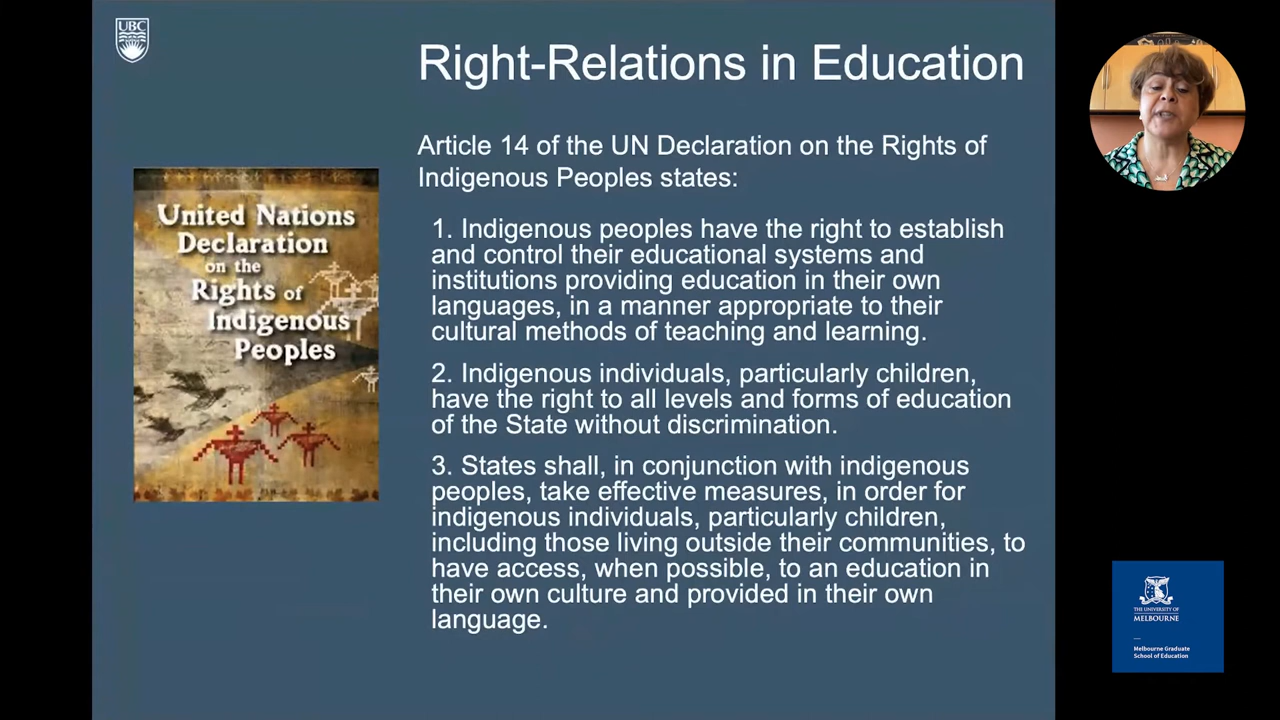 UBC
Right-Relations in Education
Article 14 of the UN Declaration on the Rights of
Indigenous Peoples states:
United Nations
Declaration
on the
Rights of
Indigenous
Peoples
1. Indigenous peoples have the right to establish
and control their educational systems and
institutions providing education in their own
languages, in a manner appropriate to their
cultural methods of teaching and learning.
2. Indigenous individuals, particularly children,
have the right to all levels and forms of education
of the State without discrimination.
3. States shall, in conjunction with indigenous
peoples, take effective measures, in order for
indigenous individuals, particularly children,
including those living outside their communities, to
have access, when possible, to an education in
their own culture and provided in their own
language.
THE UNIVERSITY OF
MELBOURNE
Melbourne Graduate
School of Education